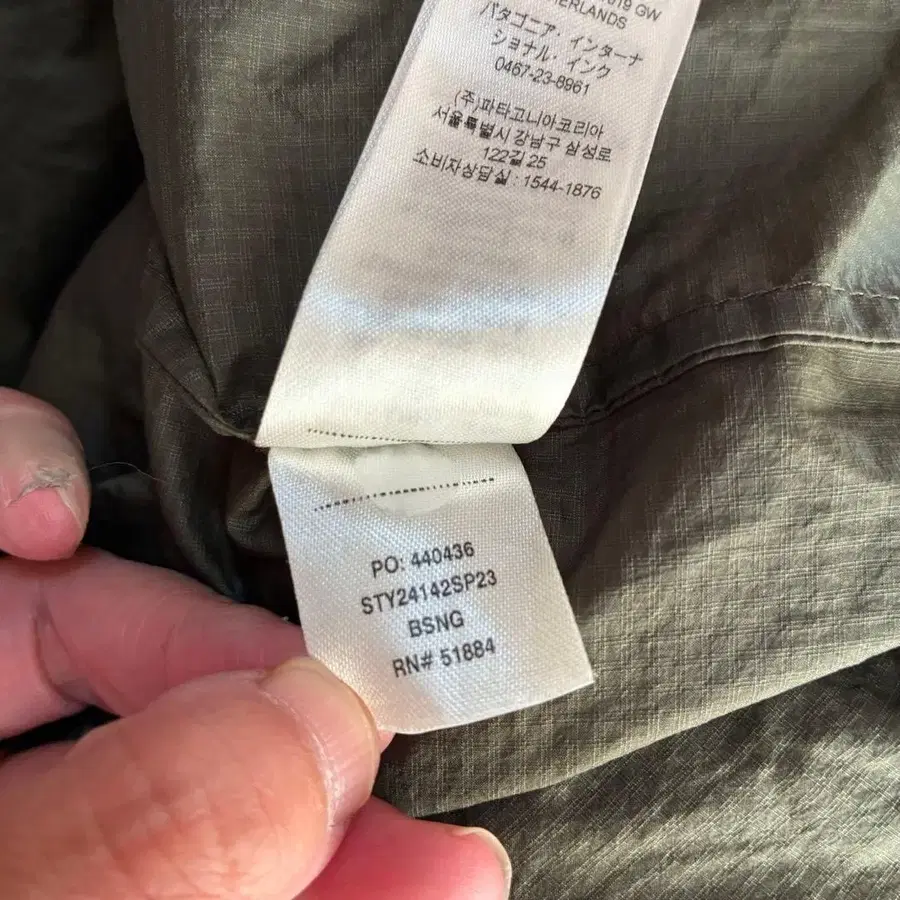 1019 GW
HERLANDS
パタゴニア．インターナ
ショナル・インク
0467-23-8961
(주)파타고니아코리아
서울특별시 강남구 삼성로
122길 25
소비자상담실 : 1544-1876
PO: 440436
STY24142SP23
BSNG
RN# 51884